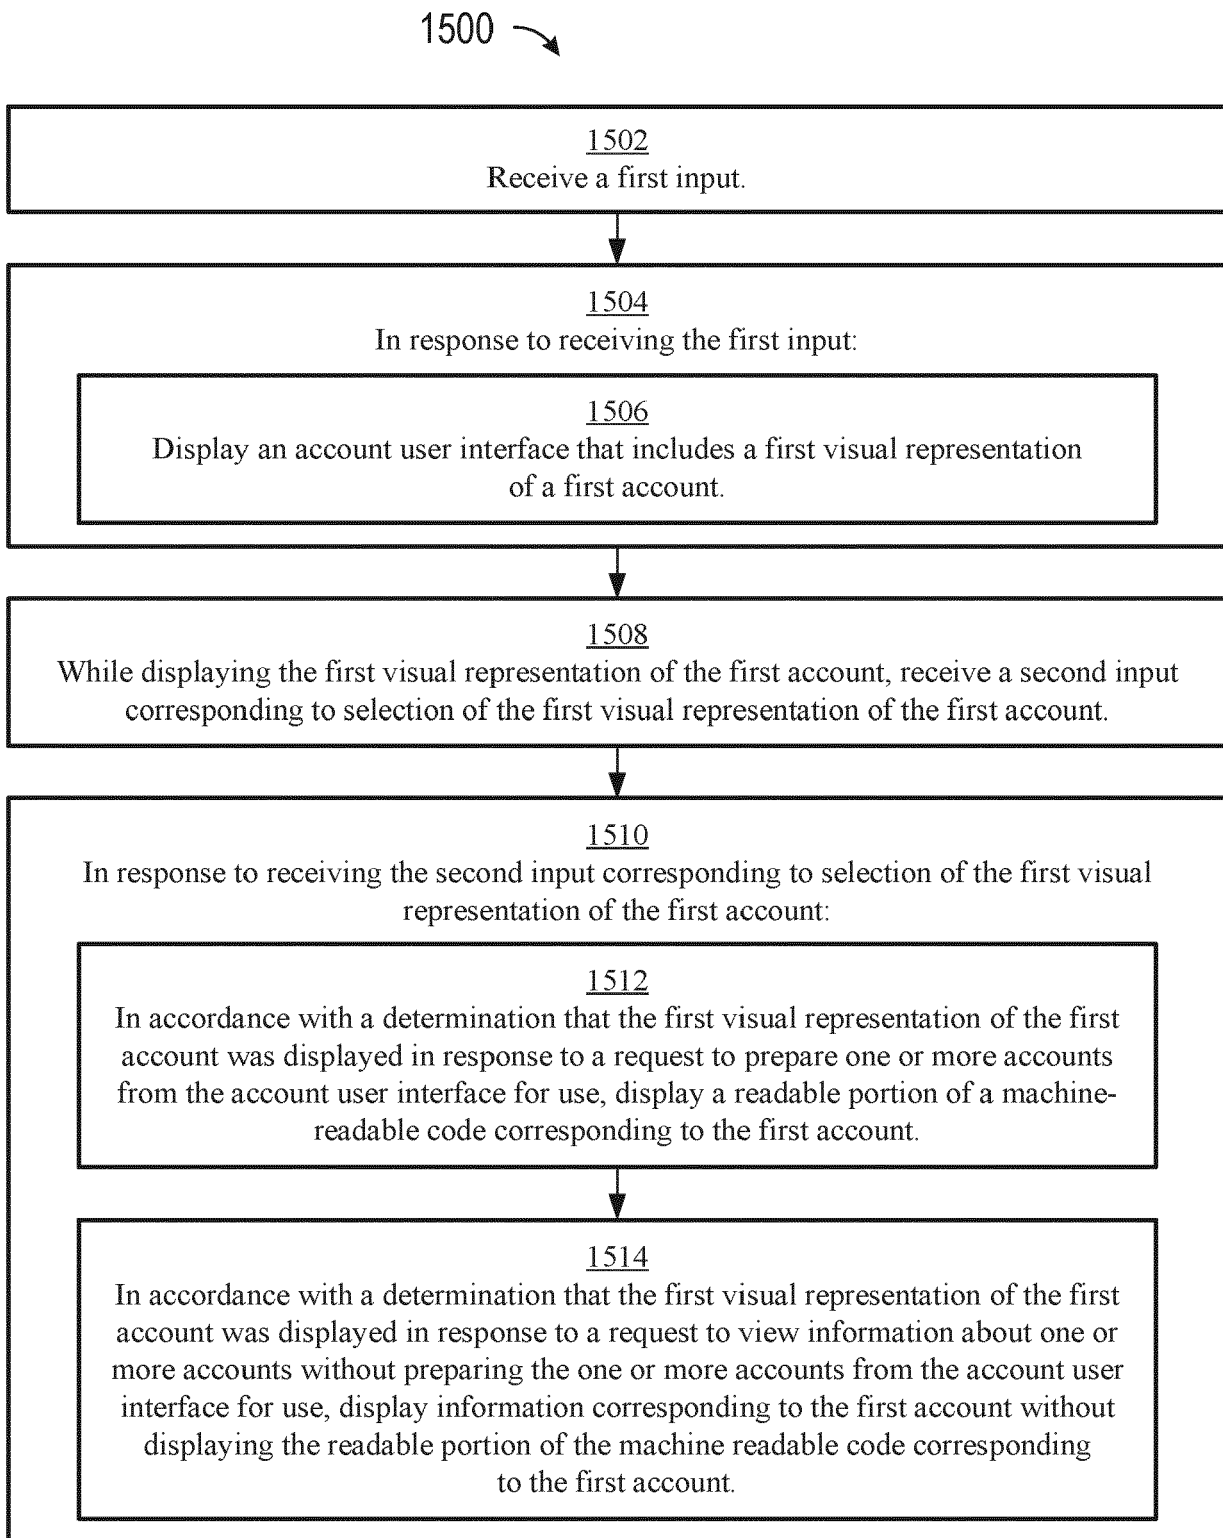 1500
1502
Receive a first input.
1504
In response to receiving the first input:
1506
Display an account user interface that includes a first visual representation
of a first account.
1508
While displaying the first visual representation of the first account, receive a second input
corresponding to selection of the first visual representation of the first account.
1510
In response to receiving the second input corresponding to selection of the first visual
representation of the first account:
1512
In accordance with a determination that the first visual representation of the first
account was displayed in response to a request to prepare one or more accounts
from the account user interface for use, display a readable portion of a machine-
readable code corresponding to the first account.
1514
In accordance with a determination that the first visual representation of the first
account was displayed in response to a request to view information about one or
more accounts without preparing the one or more accounts from the account user
interface for use, display information corresponding to the first account without
displaying the readable portion of the machine readable code corresponding
to the first account.